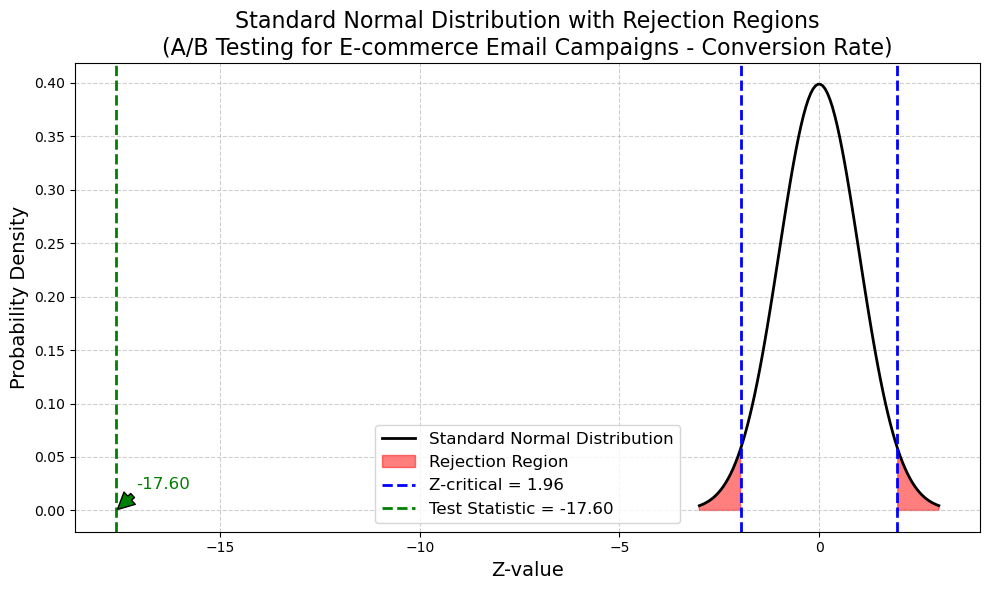 Standard Normal Distribution with Rejection Regions
(A/B Testing for E-commerce Email Campaigns - Conversion Rate)
Probability Density
0.40
0.35
0.30
0.25
0.20
0.15
0.10
0.05
0.00
-17.60
Standard Normal Distribution
Rejection Region
Z-critical = 1.96
Test Statistic = -17.60
−15
−10
−5
0
Z-value